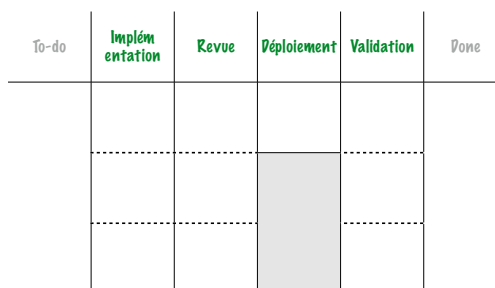 To-do
Implém
entation
Revue
Déploiement
Validation
Done